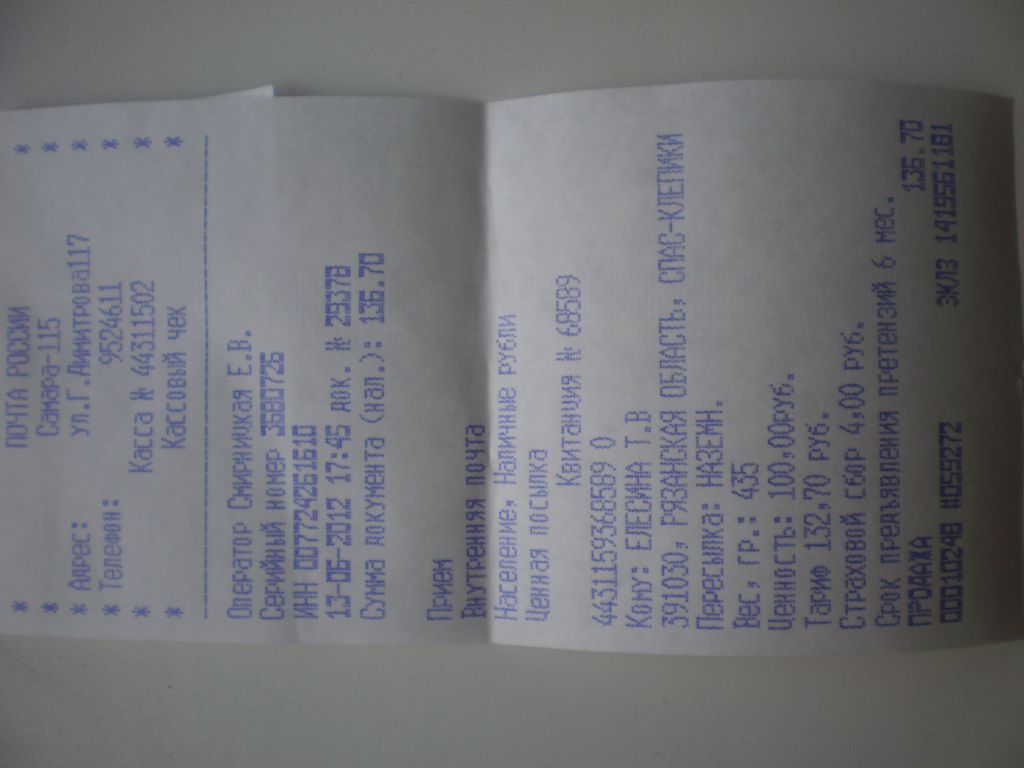 * ПОЧТА РОССИИ *
* Самара-115 *
* Адрес: ул.Г.Димитрова117 *
* Телефон: 9524611 *
* Касса № 44311502 *
* Кассовый чек *
Оператор Смирницкая Е.В.
Серийный номер 3680726
ИНН 007724261610
13-06-2012 17:45 док. № 29378
Сумма документа (нал.): 136.70
Прием
Внутренняя почта
Население, Наличные рубли
Ценная посылка
Квитанция № 68589
4431159368589 0
Кому: ЕЛЕСИНА Т.В
391030, РЯЗАНСКАЯ ОБЛАСТЬ, СПАС-КЛЕПИКИ
Пересылка: НАЗЕМН.
Вес, гр.: 435
Ценность: 100,00руб.
Тариф 132,70 руб.
Страховой сбор 4,00 руб.
Срок предъявления претензий 6 мес.
ПРОДАЖА 136.70
00010248 #059272 ЭКЛЗ 1419561181